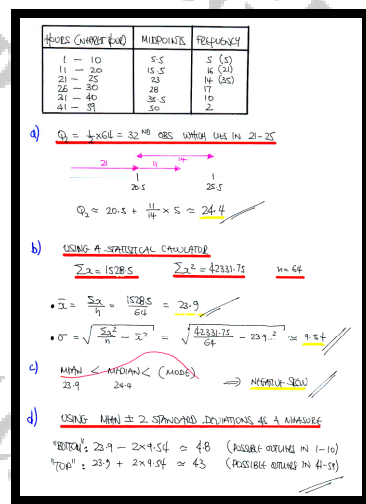 HOURS (NEAREST HOUR) MIDPOINTS FREQUENCY
1 - 10 5.5 5 (5)
11 - 20 15.5 16 (21)
21 - 25 23 14 (35)
26 - 30 28 17
31 - 40 35.5 10
41 - 59 50 2
a) Q₂ = ½ × 64 = 32ND OBS WHICH LIES IN 21-25
14
21 11
20.5 25.5
Q₂ ≈ 20.5 + 11/14 × 5 ≈ 24.4
b) USING A STATISTICAL CALCULATOR
Σx = 1528.5 Σx² = 42331.75 n = 64
• x̄ = Σx/n = 1528.5/64 = 23.9
• σ = √(Σx²/n − x̄²) = √(42331.75/64 − 23.9..²) ≈ 9.54
c) MEAN < MEDIAN < (MODE) ⇒ NEGATIVE SKEW
23.9 24.4
d) USING MEAN ± 2 STANDARD DEVIATIONS AS A MEASURE
"BOTTOM": 23.9 − 2×9.54 ≈ 4.8 (POSSIBLE OUTLIERS IN 1-10)
"TOP": 23.9 + 2×9.54 ≈ 43 (POSSIBLE OUTLIERS IN 41-59)